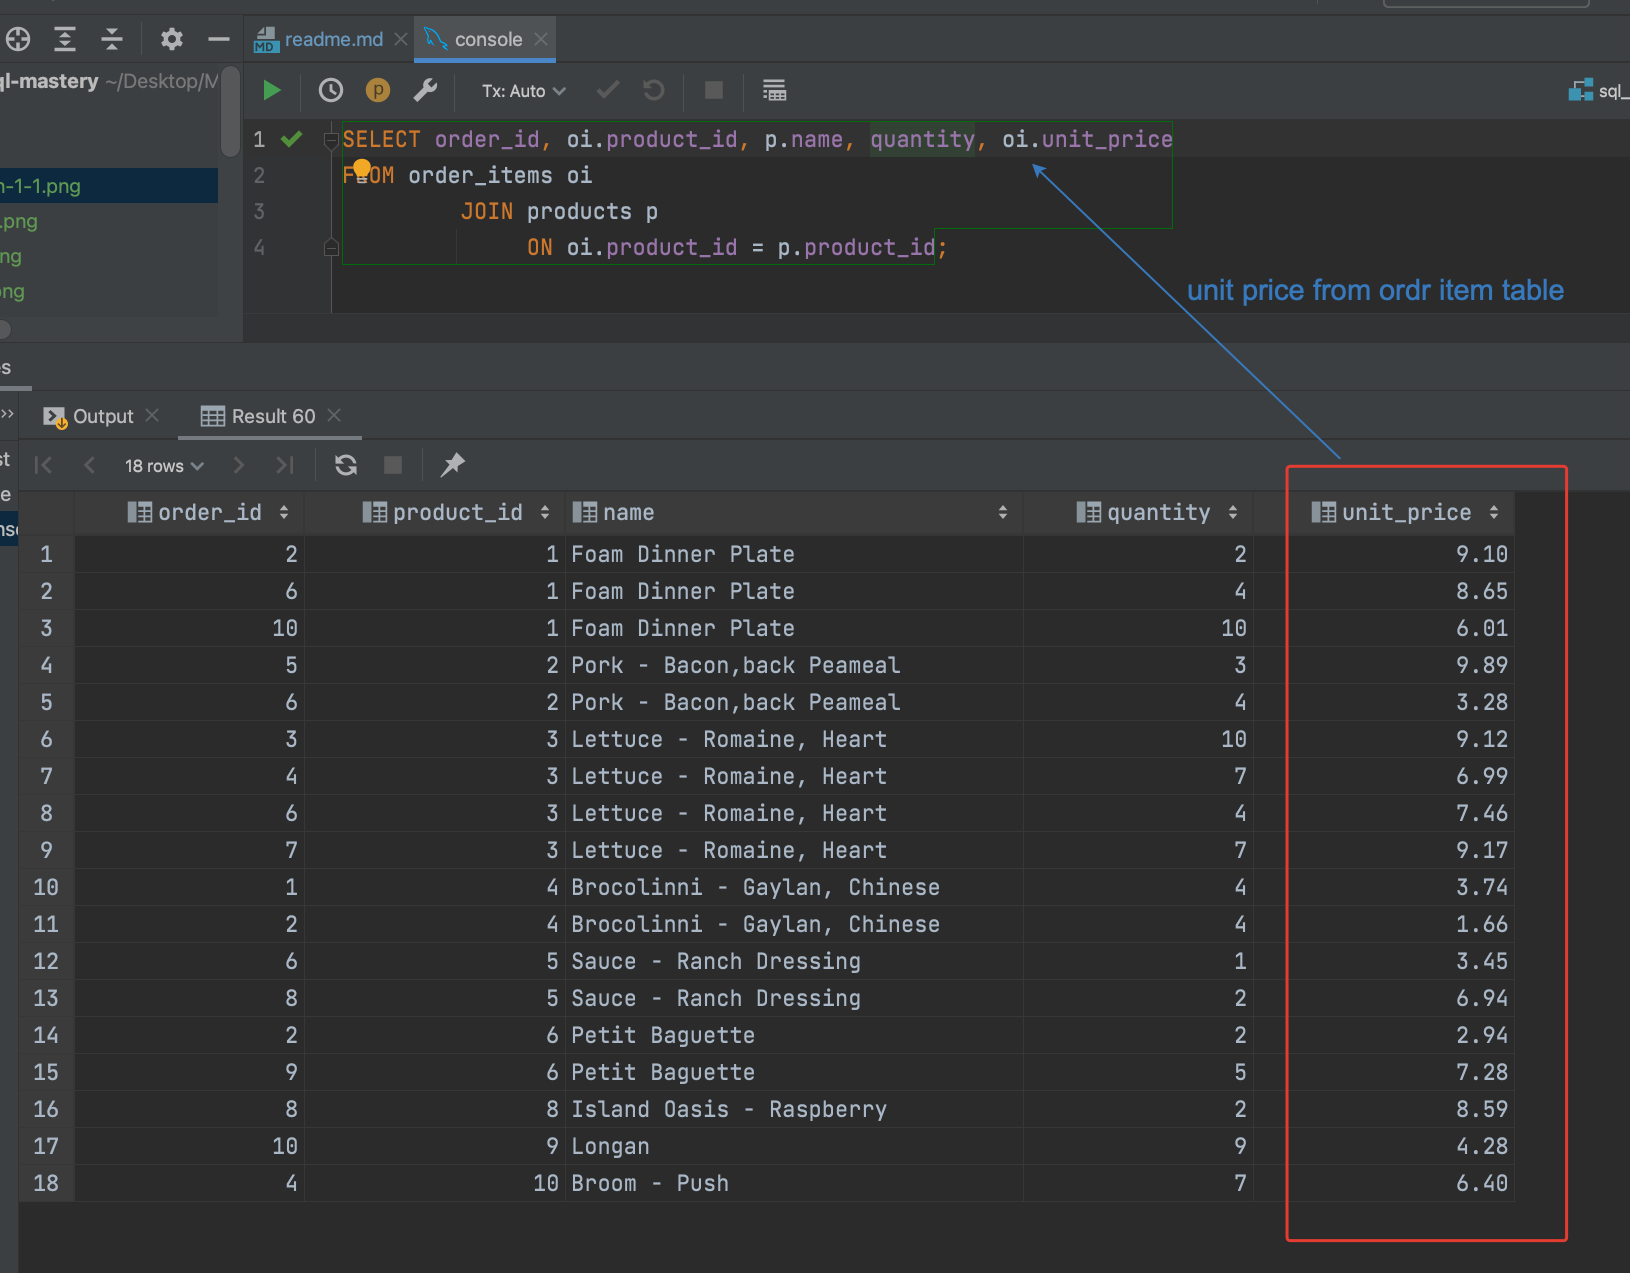 readme.md
console
ql-mastery ~/Desktop/M
Tx: Auto
sql_
n-1-1.png
.png
ng
png
1 SELECT order_id, oi.product_id, p.name, quantity, oi.unit_price
2 FROM order_items oi
3 JOIN products p
4 ON oi.product_id = p.product_id;
unit price from ordr item table
s
Output
Result 60
st
18 rows
e
nso
order_id product_id name quantity unit_price
1 2 1 Foam Dinner Plate 2 9.10
2 6 1 Foam Dinner Plate 4 8.65
3 10 1 Foam Dinner Plate 10 6.01
4 5 2 Pork - Bacon,back Peameal 3 9.89
5 6 2 Pork - Bacon,back Peameal 4 3.28
6 3 3 Lettuce - Romaine, Heart 10 9.12
7 4 3 Lettuce - Romaine, Heart 7 6.99
8 6 3 Lettuce - Romaine, Heart 4 7.46
9 7 3 Lettuce - Romaine, Heart 7 9.17
10 1 4 Brocolinni - Gaylan, Chinese 4 3.74
11 2 4 Brocolinni - Gaylan, Chinese 4 1.66
12 6 5 Sauce - Ranch Dressing 1 3.45
13 8 5 Sauce - Ranch Dressing 2 6.94
14 2 6 Petit Baguette 2 2.94
15 9 6 Petit Baguette 5 7.28
16 8 8 Island Oasis - Raspberry 2 8.59
17 10 9 Longan 9 4.28
18 4 10 Broom - Push 7 6.40